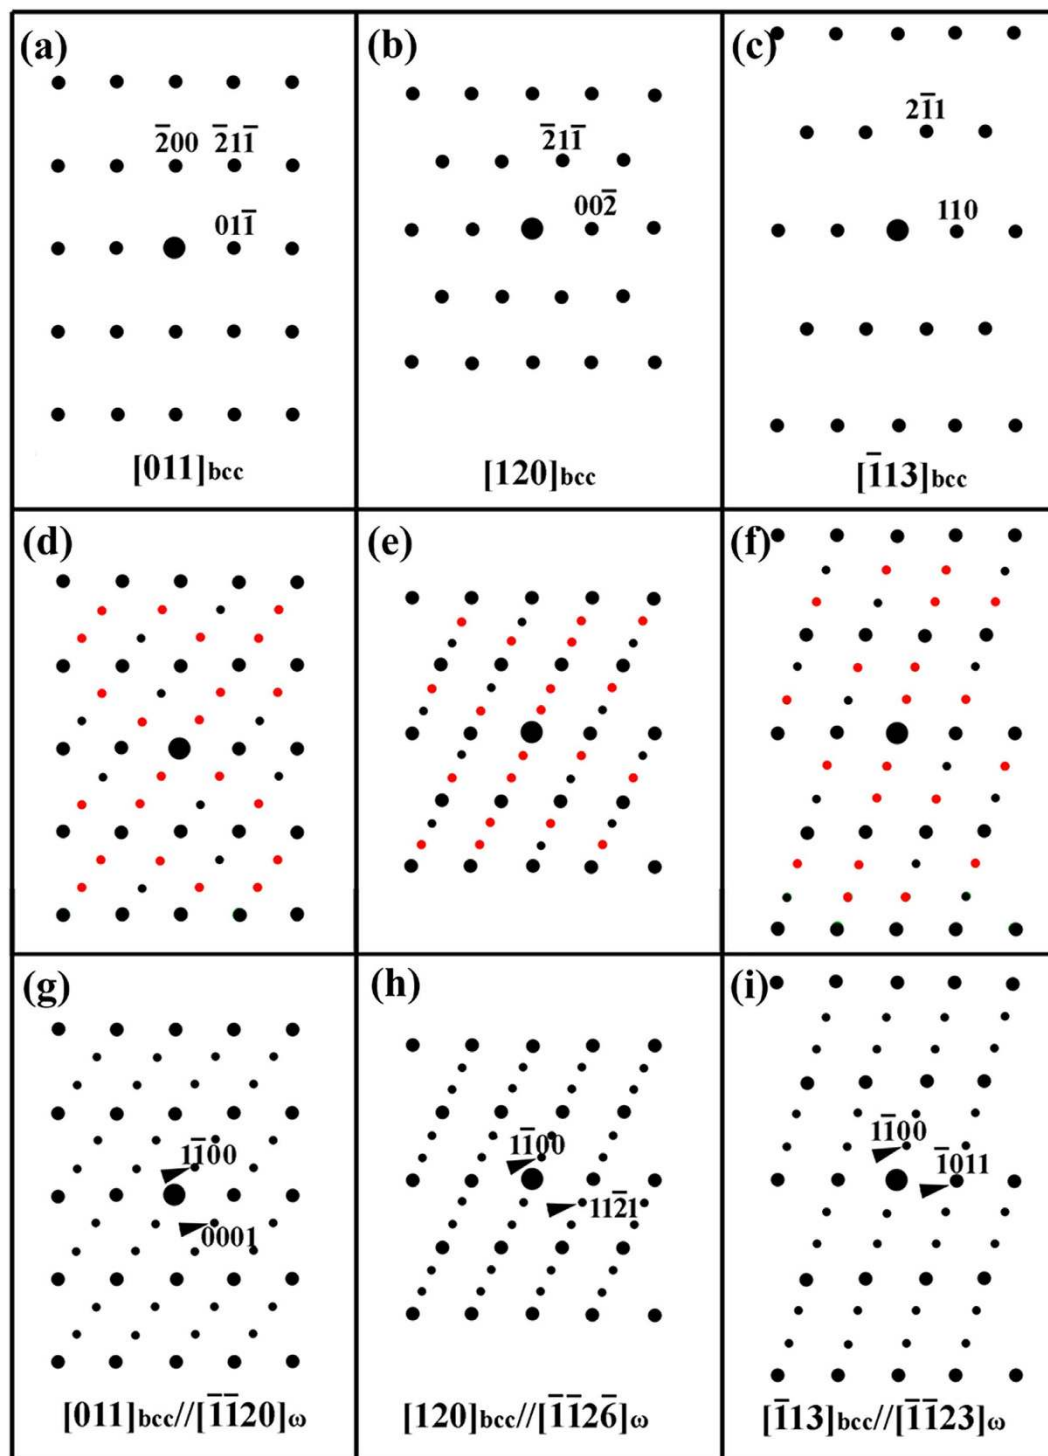 (a)
2̅00 2̅11̅
011̅
[011]bcc
(b)
2̅11̅
002̅
[120]bcc
(c)
21̅1
110
[1̅13]bcc
(d)
(e)
(f)
(g)
11̅00
0001
[011]bcc//[1̅1̅20]ω
(h)
11̅00
112̅1
[120]bcc//[1̅1̅26̅]ω
(i)
11̅00
1̅011
[1̅13]bcc//[1̅1̅23]ω